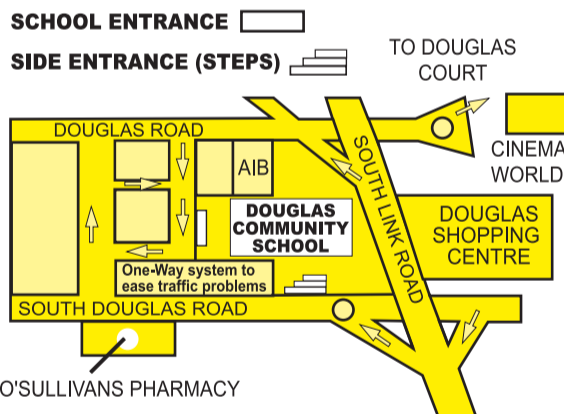 SCHOOL ENTRANCE
SIDE ENTRANCE (STEPS)
TO DOUGLAS
COURT
DOUGLAS ROAD
CINEMA
WORLD
AIB
SOUTH LINK ROAD
DOUGLAS
COMMUNITY
SCHOOL
DOUGLAS
SHOPPING
CENTRE
One-Way system to
ease traffic problems
SOUTH DOUGLAS ROAD
O'SULLIVANS PHARMACY